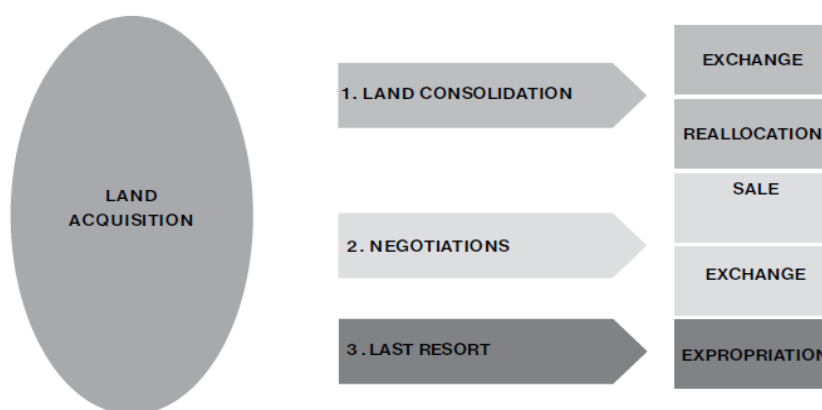 LAND
ACQUISITION
1. LAND CONSOLIDATION
2. NEGOTIATIONS
3. LAST RESORT
EXCHANGE
REALLOCATION
SALE
EXCHANGE
EXPROPRIATION